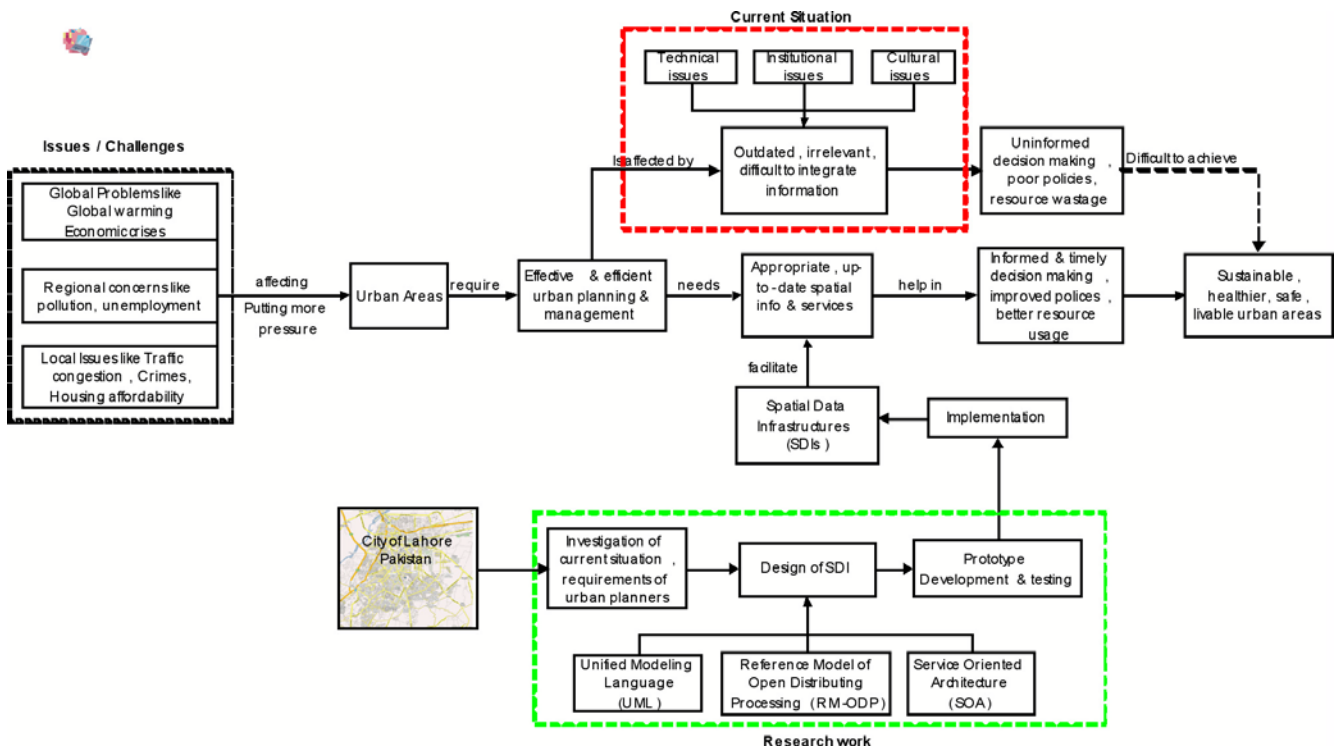 Current Situation
Technical
issues
Institutional
issues
Cultural
issues
Issues / Challenges
Global Problems like
Global warming
Economic crises
Regional concerns like
pollution, unemployment
Local Issues like Traffic
congestion , Crimes,
Housing affordability
affecting
Putting more
pressure
Urban Areas
require
Effective & efficient
urban planning &
management
Is affected by
Outdated , irrelevant ,
difficult to integrate
information
Uninformed
decision making ,
poor policies,
resource wastage
Difficult to achieve
needs
Appropriate , up-
to -date spatial
info & services
help in
Informed & timely
decision making ,
improved polices ,
better resource
usage
Sustainable ,
healthier, safe ,
livable urban areas
facilitate
Spatial Data
Infrastructures
(SDIs )
Implementation
City of Lahore
Pakistan
Investigation of
current situation ,
requirements of
urban planners
Design of SDI
Prototype
Development & testing
Unified Modeling
Language
(UML )
Reference Model of
Open Distributing
Processing (RM-ODP)
Service Oriented
Architecture
(SOA )
Research work